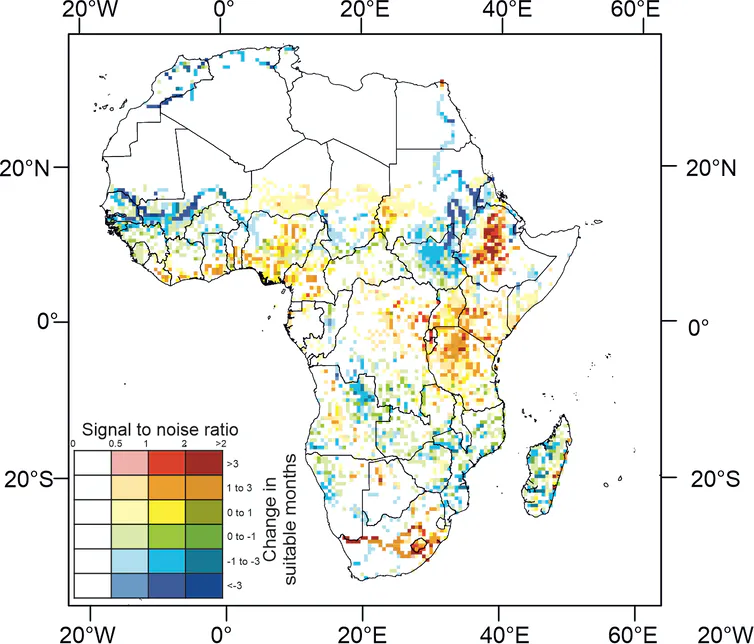 20°W 0° 20°E 40°E 60°E
20°N 20°N
0° 0°
20°S 20°S
Signal to noise ratio
0 0.5 1 2 >2
>3
1 to 3
0 to 1
0 to -1
-1 to -3
<-3
Change in
suitable months
20°W 0° 20°E 40°E 60°E 20°W